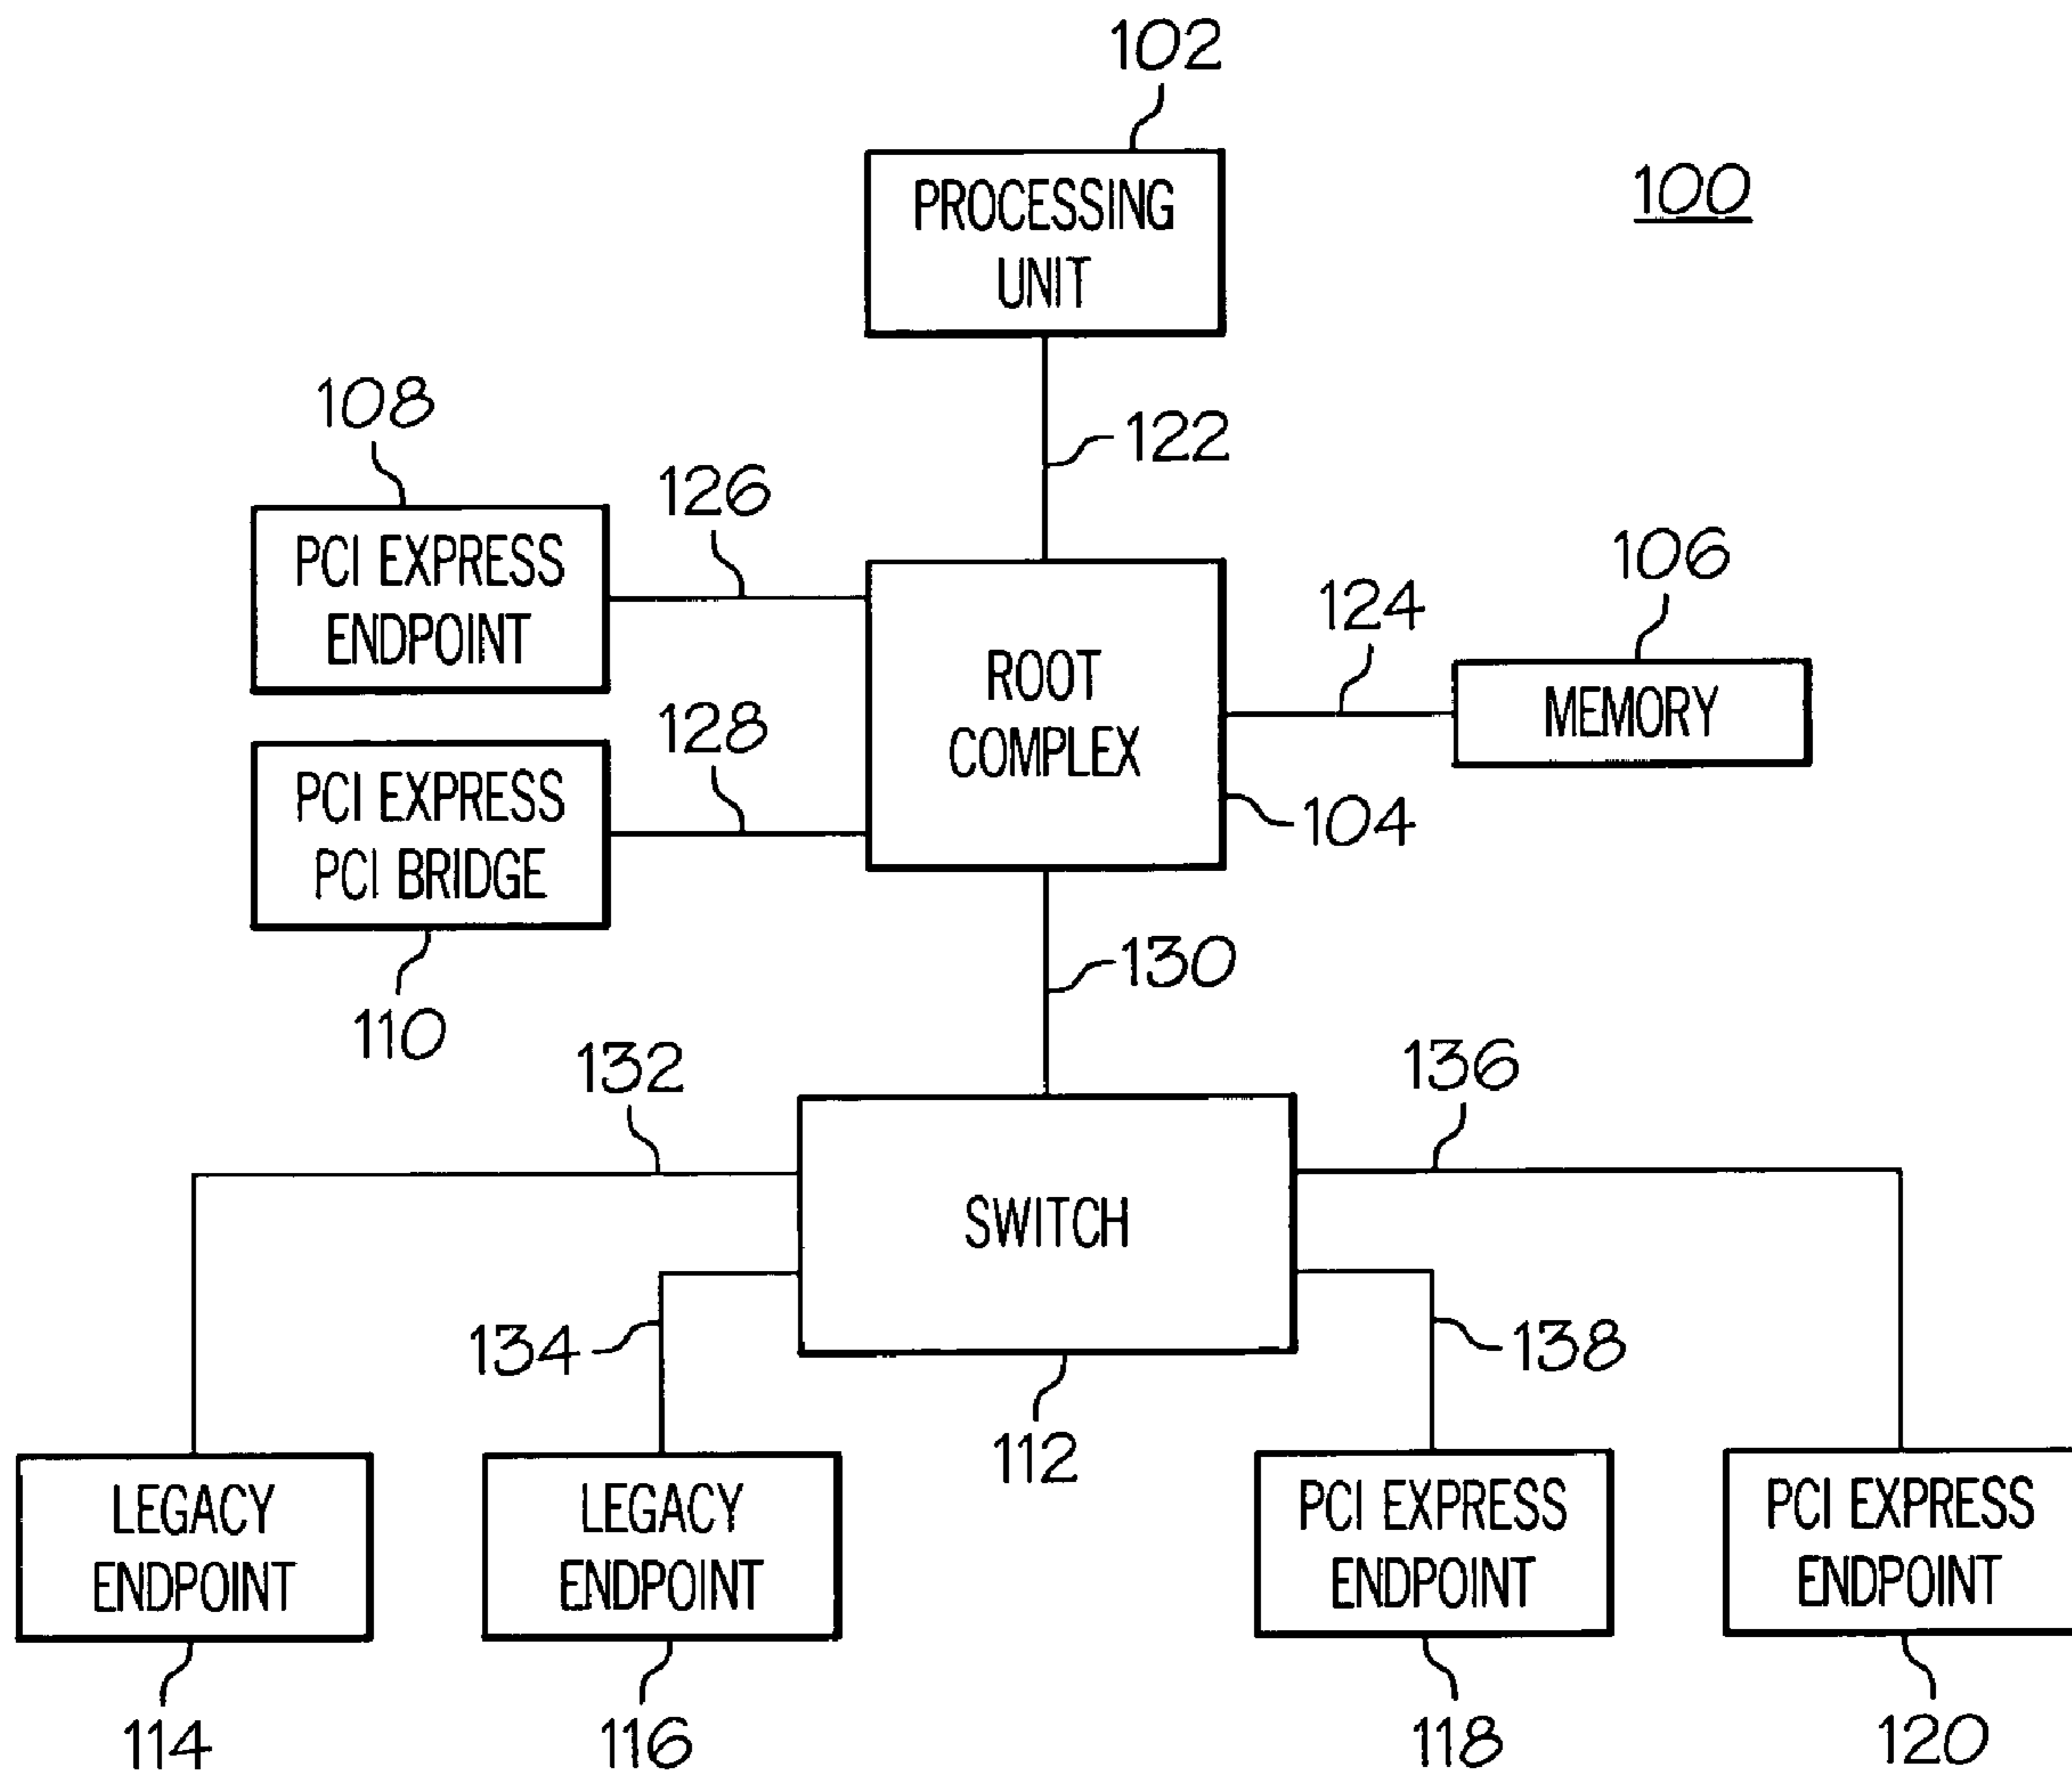 102
100
PROCESSING
UNIT
108
122
126
106
PCI EXPRESS
ENDPOINT
124
ROOT
COMPLEX
MEMORY
128
104
PCI EXPRESS
PCI BRIDGE
130
110
132
136
SWITCH
134
138
112
LEGACY
ENDPOINT
LEGACY
ENDPOINT
PCI EXPRESS
ENDPOINT
PCI EXPRESS
ENDPOINT
114
116
118
120